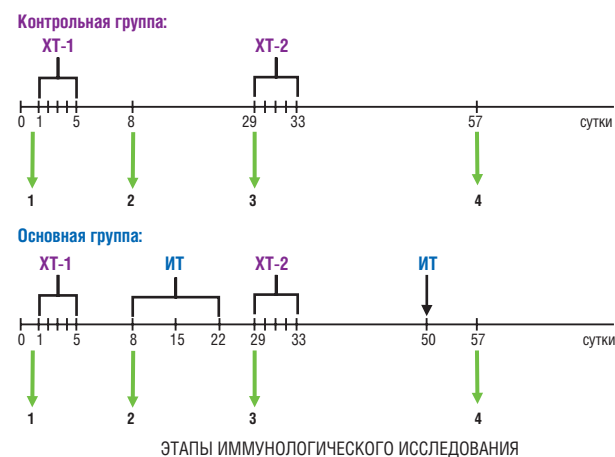 Контрольная группа:
ХТ-1 ХТ-2
0 1 5 8 29 33 57 сутки
1 2 3 4
Основная группа:
ХТ-1 ИТ ХТ-2 ИТ
0 1 5 8 15 22 29 33 50 57 сутки
1 2 3 4
ЭТАПЫ ИММУНОЛОГИЧЕСКОГО ИССЛЕДОВАНИЯ